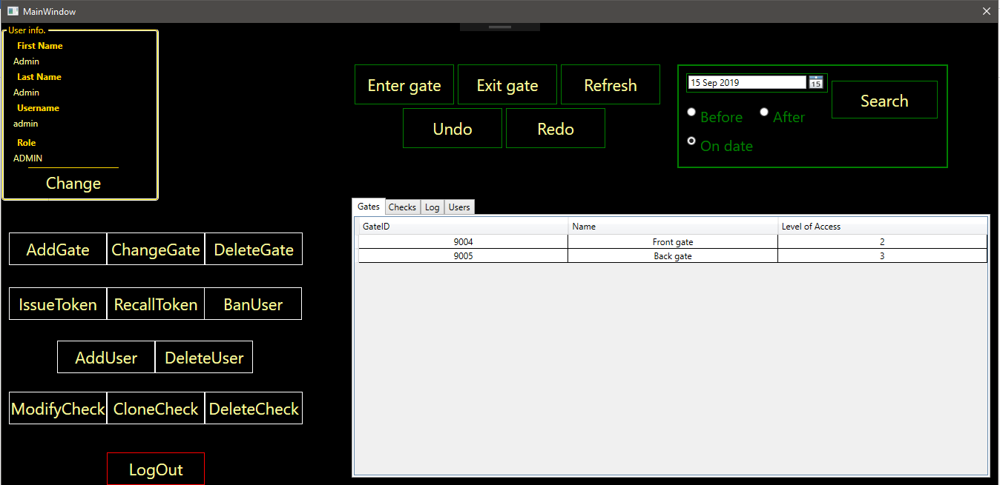 MainWindow
User info.
First Name
Admin
Last Name
Admin
Username
admin
Role
ADMIN
Change
Enter gate Exit gate Refresh
Undo Redo
15 Sep 2019 15
Search
Before After
On date
Gates Checks Log Users
GateID Name Level of Access
9004 Front gate 2
9005 Back gate 3
AddGate ChangeGate DeleteGate
IssueToken RecallToken BanUser
AddUser DeleteUser
ModifyCheck CloneCheck DeleteCheck
LogOut